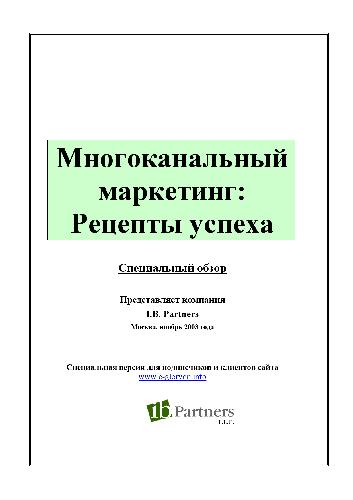 Многоканальный
маркетинг:
Рецепты успеха
Специальный обзор
Представляет компания
I.B. Partners
Москва, ноябрь 2003 года
Специальная версия для подписчиков и клиентов сайта
ib.Partners
LLC